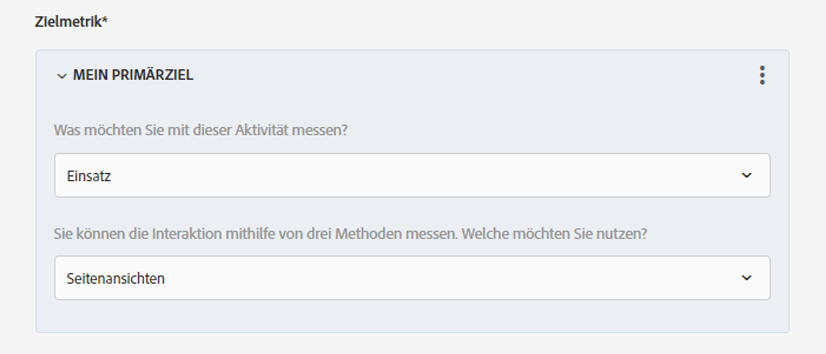 Zielmetrik*
MEIN PRIMÄRZIEL
Was möchten Sie mit dieser Aktivität messen?
Einsatz
Sie können die Interaktion mithilfe von drei Methoden messen. Welche möchten Sie nutzen?
Seitenansichten